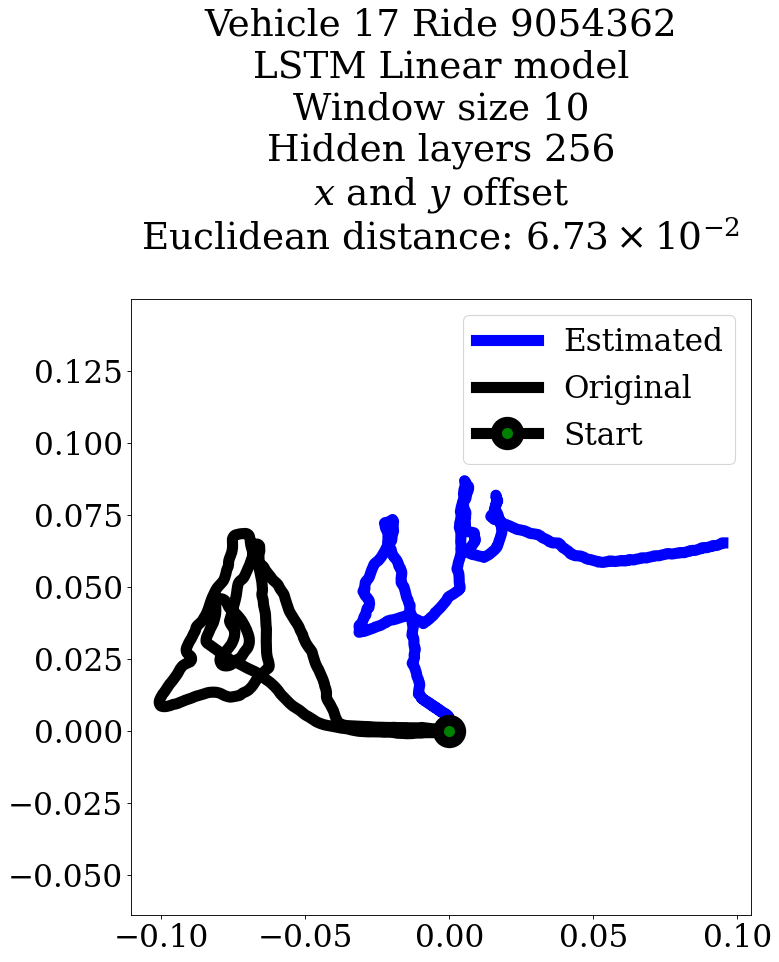 Vehicle 17 Ride 9054362
LSTM Linear model
Window size 10
Hidden layers 256
x and y offset
Euclidean distance: 6.73 × 10⁻²
Estimated
Original
Start
0.125
0.100
0.075
0.050
0.025
0.000
−0.025
−0.050
−0.10 −0.05 0.00 0.05 0.10